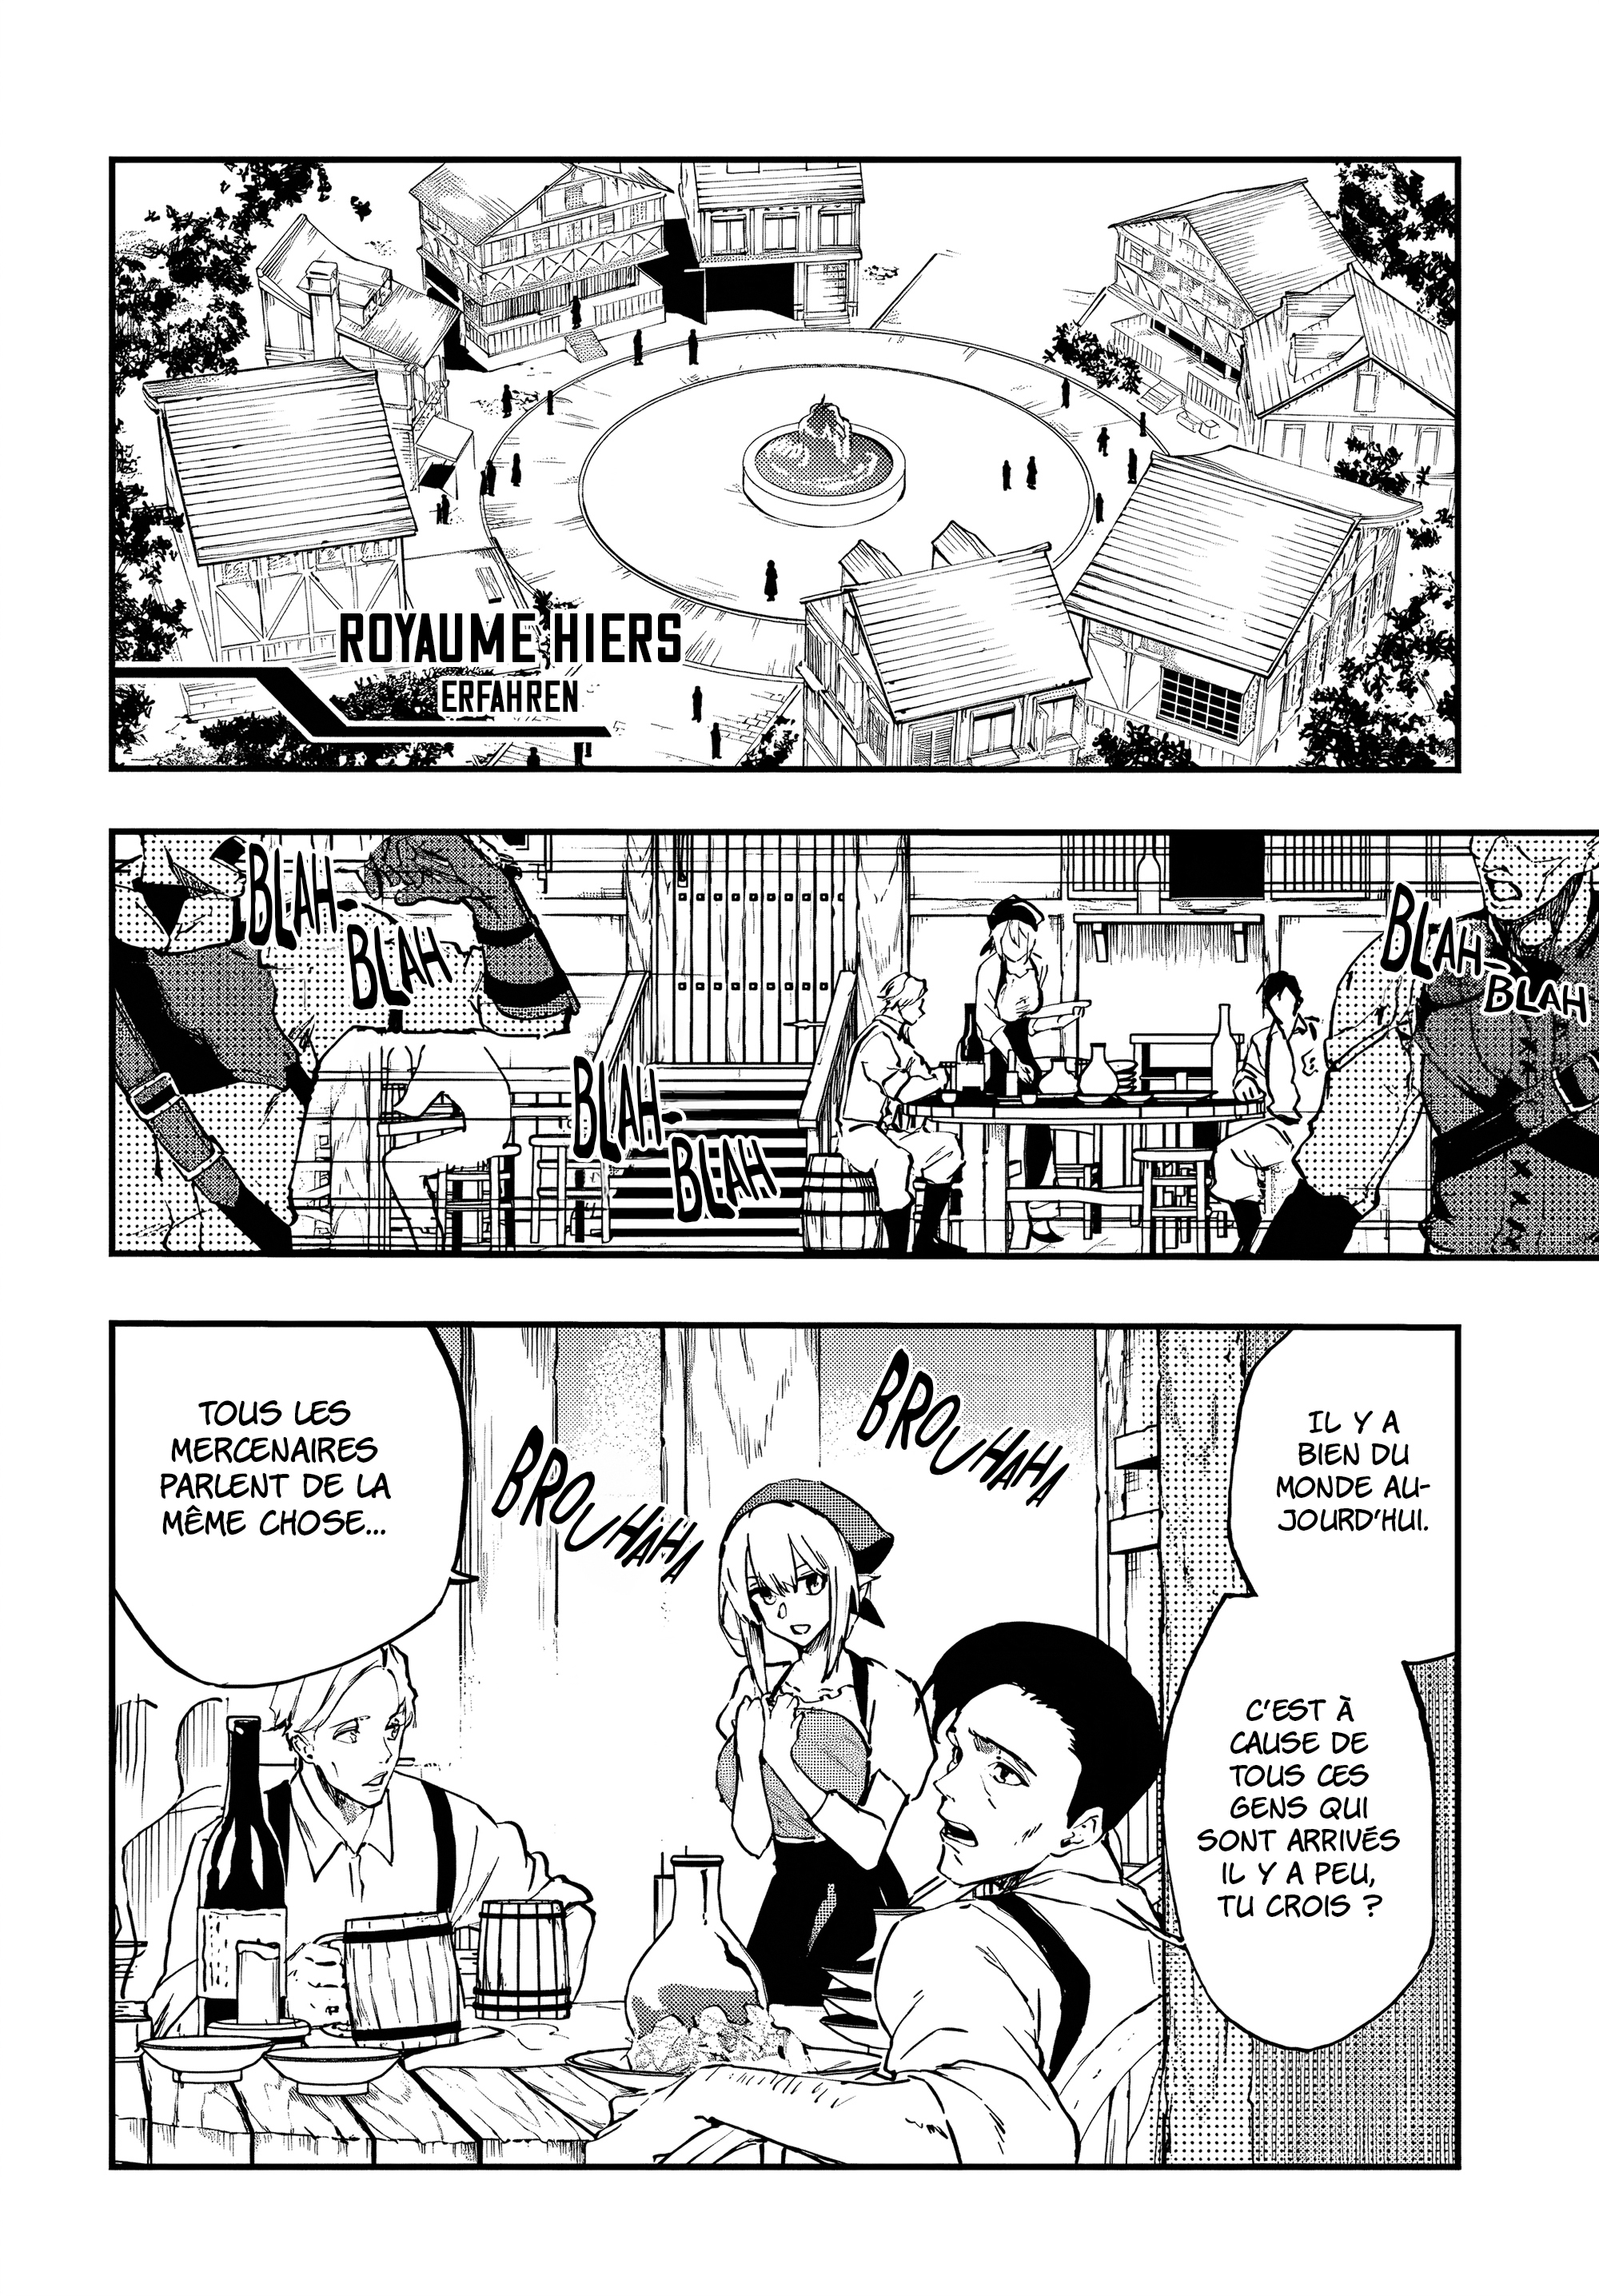 ROYAUME HIERS
ERFAHREN
BLAH-
BLAH
BLAH-
BLAH
BLAH-
BLAH
IL Y A
BIEN DU
MONDE AU-
JOURD'HUI.
C'EST À
CAUSE DE
TOUS CES
GENS QUI
SONT ARRIVÉS
IL Y A PEU,
TU CROIS ?
BROUHAHA
BROUHAHA
TOUS LES
MERCENAIRES
PARLENT DE LA
MÊME CHOSE...